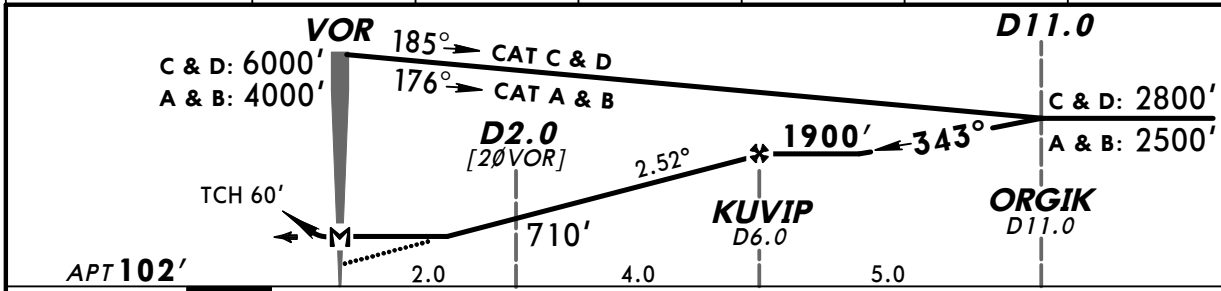 VOR
D11.0
C & D: 6000′
A & B: 4000′
185° CAT C & D
176° CAT A & B
C & D: 2800′
A & B: 2500′
D2.0
[2ØVOR]
2.52°
1900′
343°
TCH 60′
M
710′
KUVIP
D6.0
ORGIK
D11.0
APT 102′
2.0
4.0
5.0